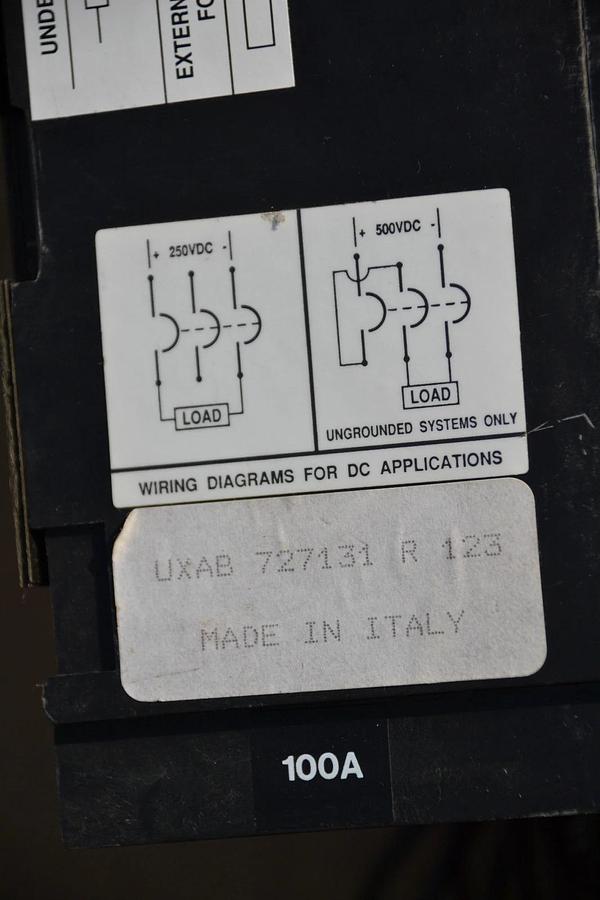 UNDE
EXTERN
FO
+ 250VDC -
LOAD
+ 500VDC -
LOAD
UNGROUNDED SYSTEMS ONLY
WIRING DIAGRAMS FOR DC APPLICATIONS
UXAB 727131 R 123
MADE IN ITALY
100A